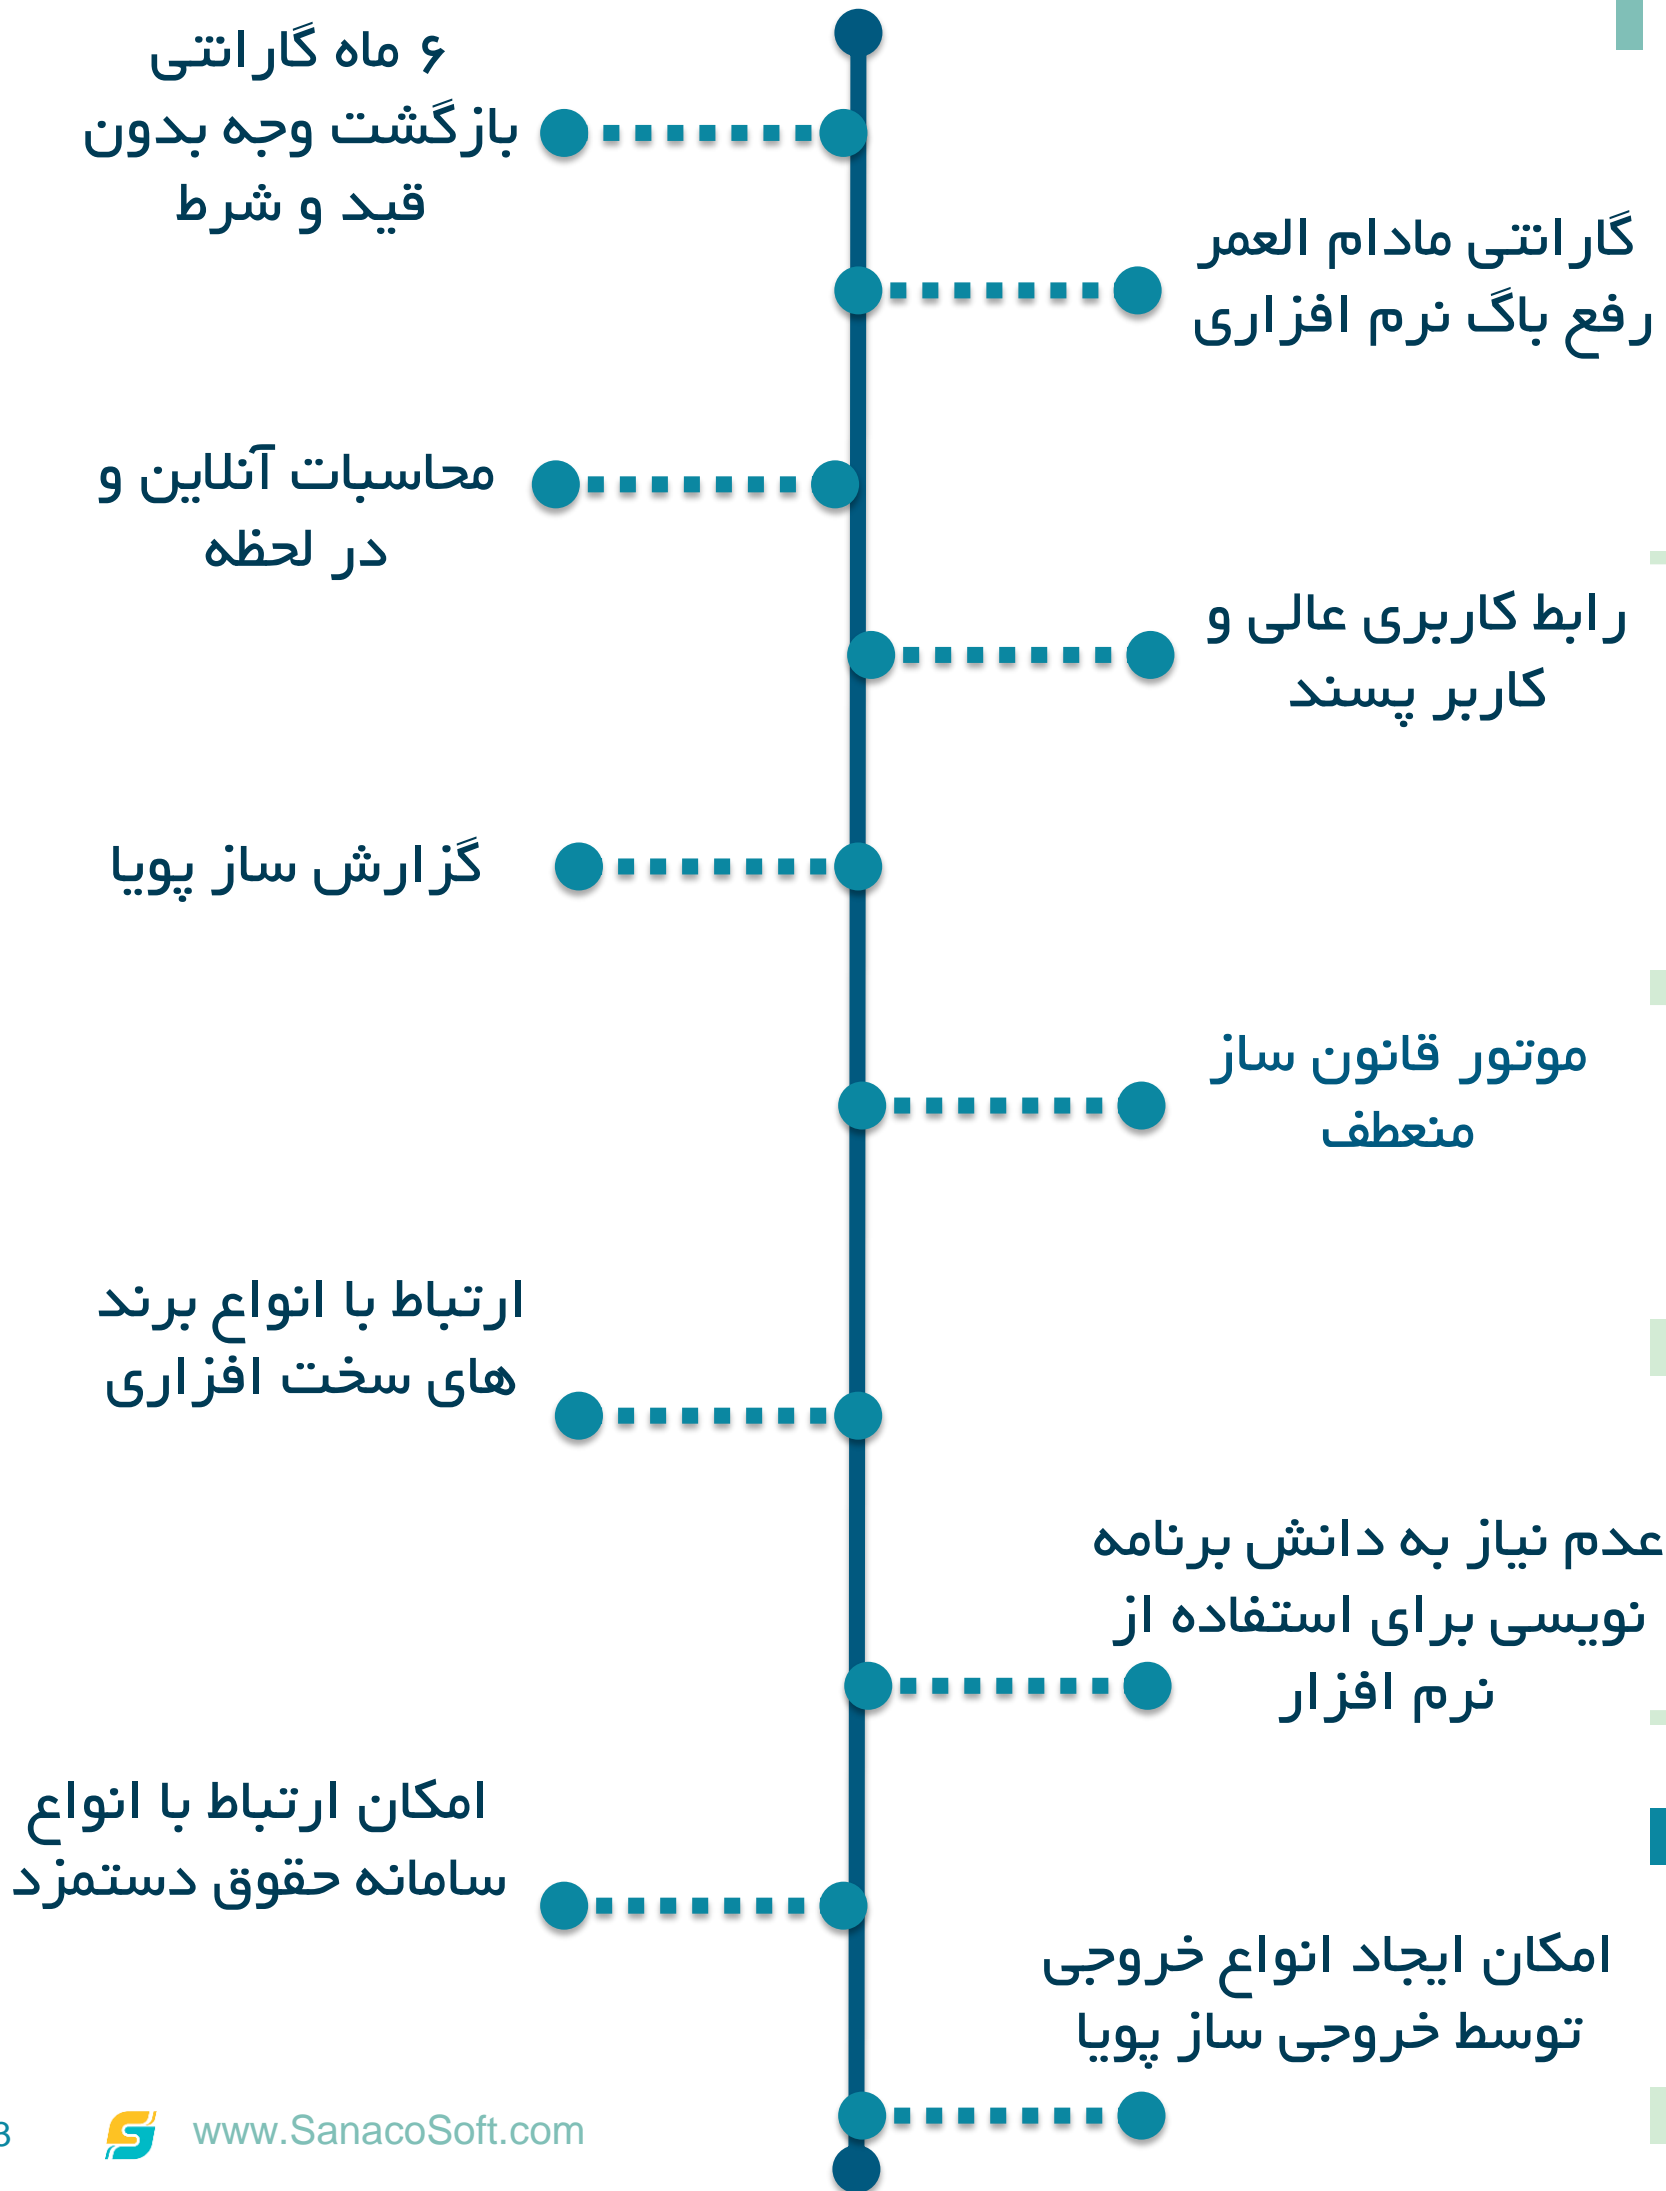 ۶ ماه گارانتی
بازگشت وجه بدون
قید و شرط
گارانتی مادام العمر
رفع باگ نرم افزاری
محاسبات آنلاین و
در لحظه
رابط کاربری عالی و
کاربر پسند
گزارش ساز پویا
موتور قانون ساز
منعطف
ارتباط با انواع برند
های سخت افزاری
عدم نیاز به دانش برنامه
نویسی برای استفاده از
نرم افزار
امکان ارتباط با انواع
سامانه حقوق دستمزد
امکان ایجاد انواع خروجی
توسط خروجی ساز پویا
3
www.SanacoSoft.com